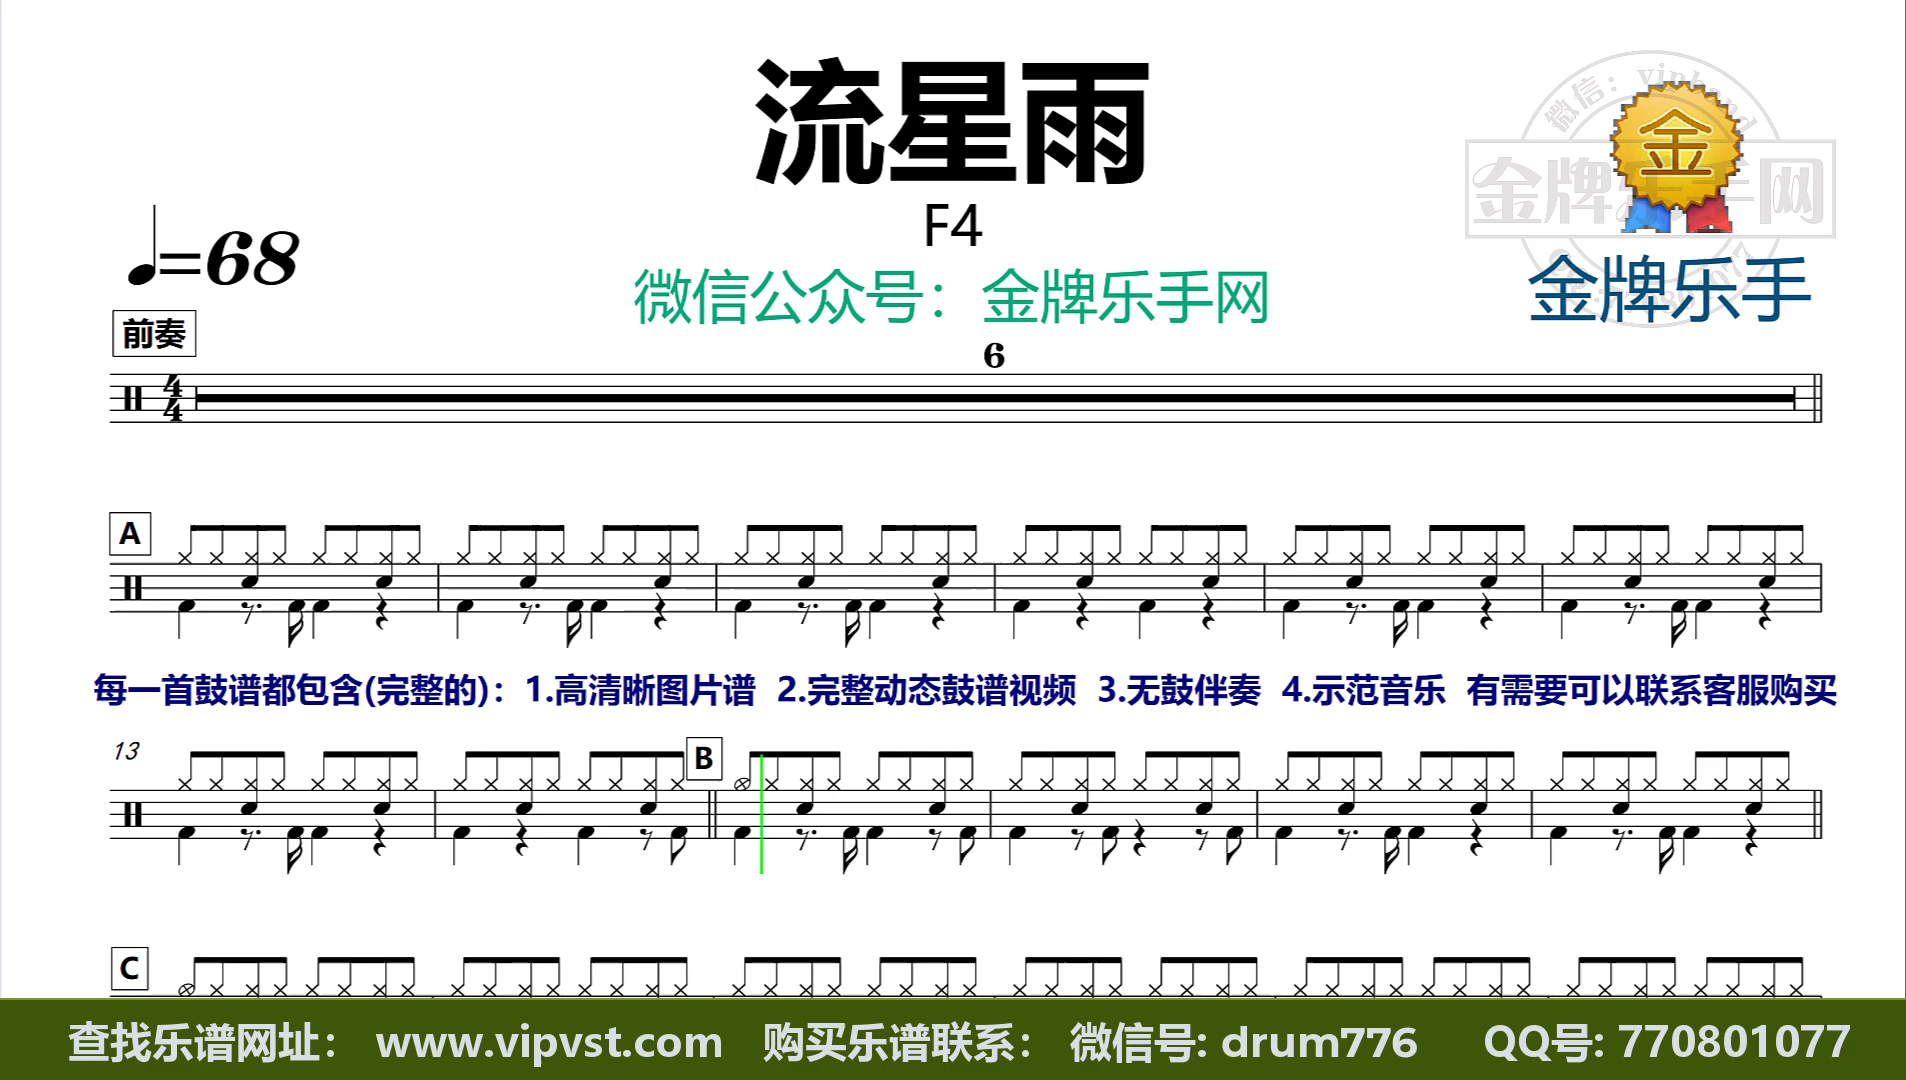 流星雨
F4
微信: vipband
金
金牌乐手网
♩=68
微信公众号：金牌乐手网
金牌乐手
前奏
6
4
4
A
每一首鼓谱都包含(完整的)：1.高清晰图片谱 2.完整动态鼓谱视频 3.无鼓伴奏 4.示范音乐 有需要可以联系客服购买
13
B
C
查找乐谱网址： www.vipvst.com 购买乐谱联系： 微信号: drum776 QQ号: 770801077